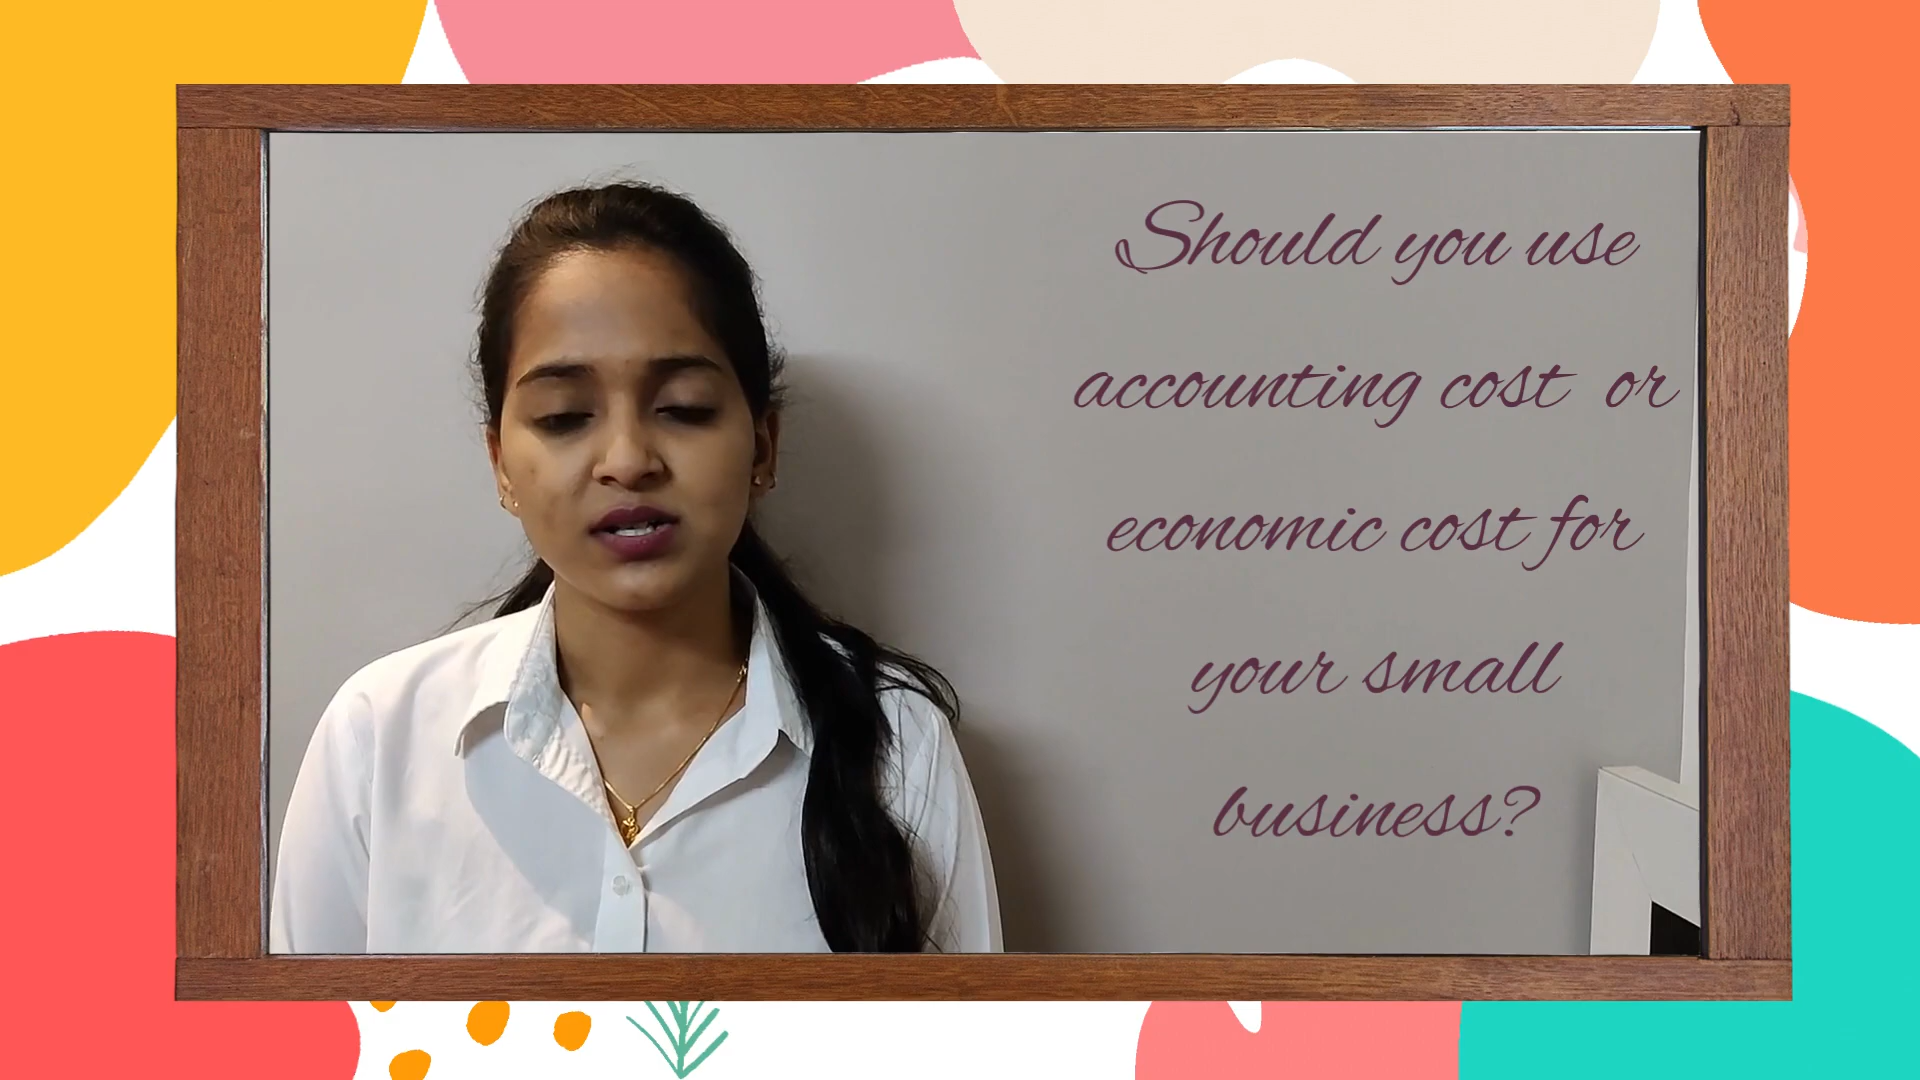 Should you use
accounting cost or
economic cost for
your small
business?